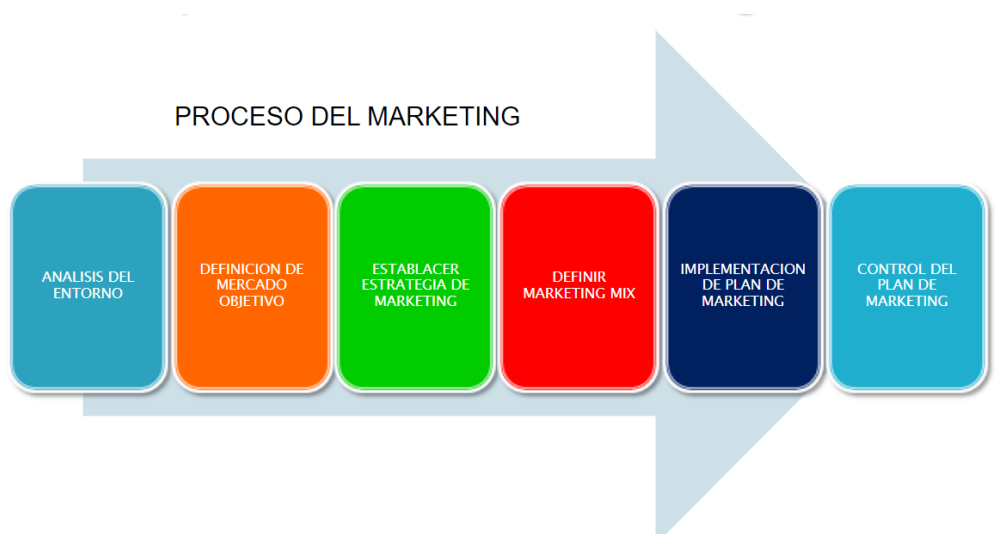 PROCESO DEL MARKETING
ANALISIS DEL
ENTORNO
DEFINICION DE
MERCADO
OBJETIVO
ESTABLACER
ESTRATEGIA DE
MARKETING
DEFINIR
MARKETING MIX
IMPLEMENTACION
DE PLAN DE
MARKETING
CONTROL DEL
PLAN DE
MARKETING